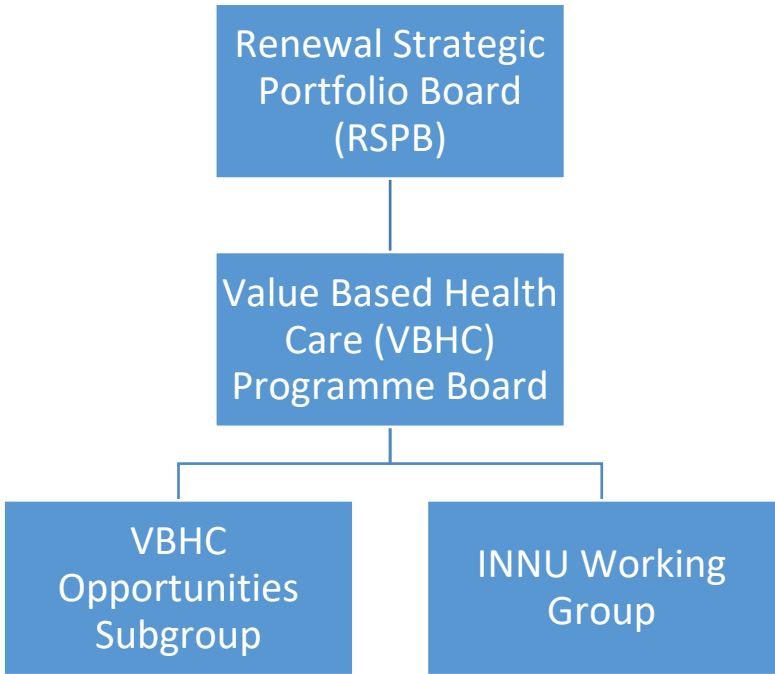 Renewal Strategic
Portfolio Board
(RSPB)
Value Based Health
Care (VBHC)
Programme Board
VBHC
Opportunities
Subgroup
INNU Working
Group